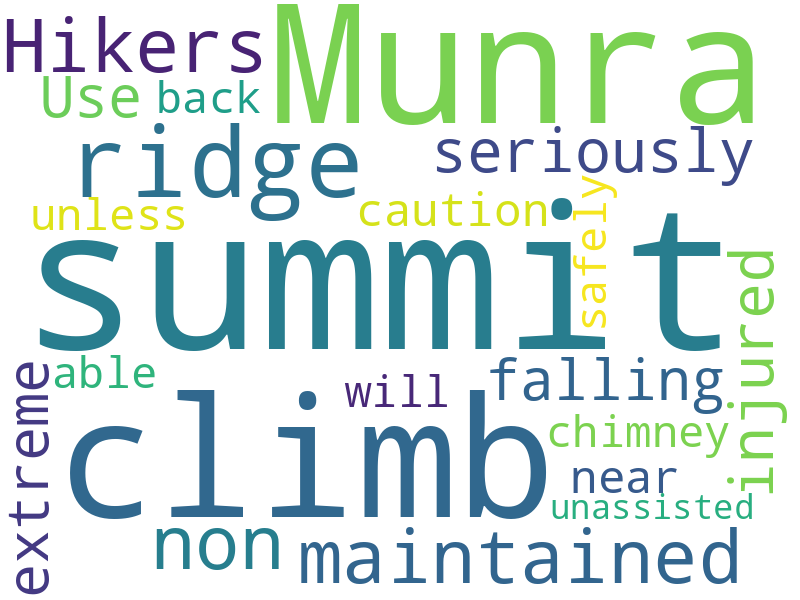 Hikers
Munra
Use
back
ridge
seriously
unless
caution
safely
summit
injured
extreme
able
will
falling
climb
chimney
near
unassisted
non
maintained